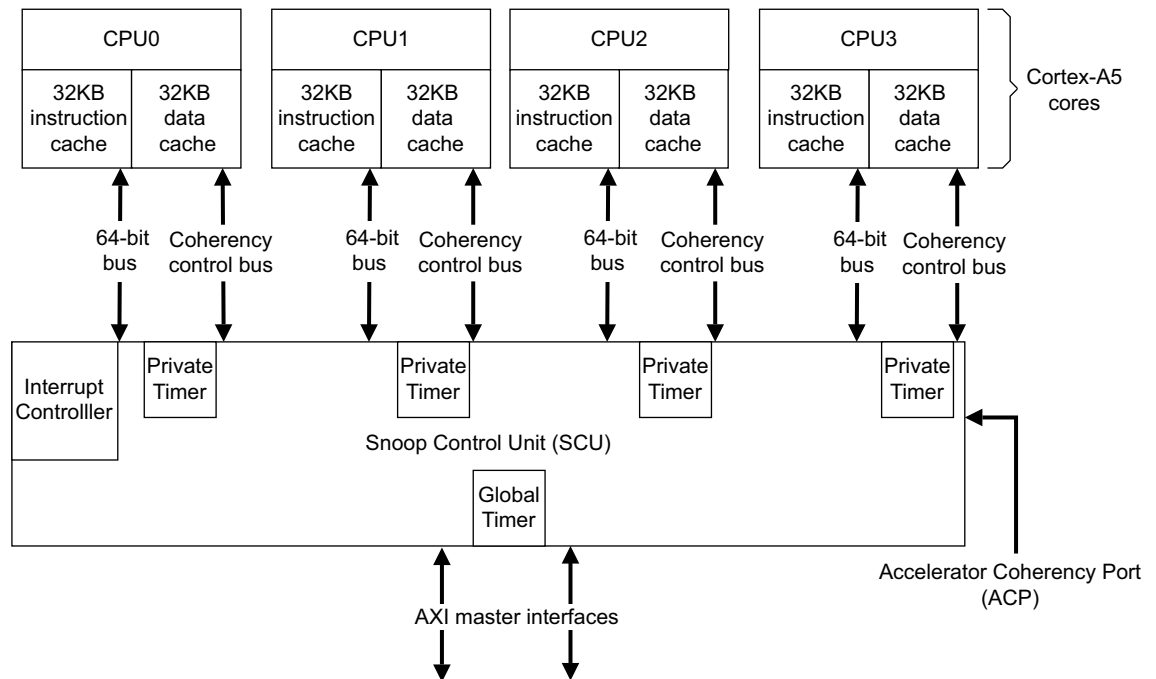 CPU0
32KB
instruction
cache
32KB
data
cache
CPU1
32KB
instruction
cache
32KB
data
cache
CPU2
32KB
instruction
cache
32KB
data
cache
CPU3
32KB
instruction
cache
32KB
data
cache
Cortex-A5
cores
64-bit
bus
Coherency
control bus
64-bit
bus
Coherency
control bus
64-bit
bus
Coherency
control bus
64-bit
bus
Coherency
control bus
Interrupt
Controlller
Private
Timer
Private
Timer
Private
Timer
Private
Timer
Snoop Control Unit (SCU)
Global
Timer
Accelerator Coherency Port
(ACP)
AXI master interfaces